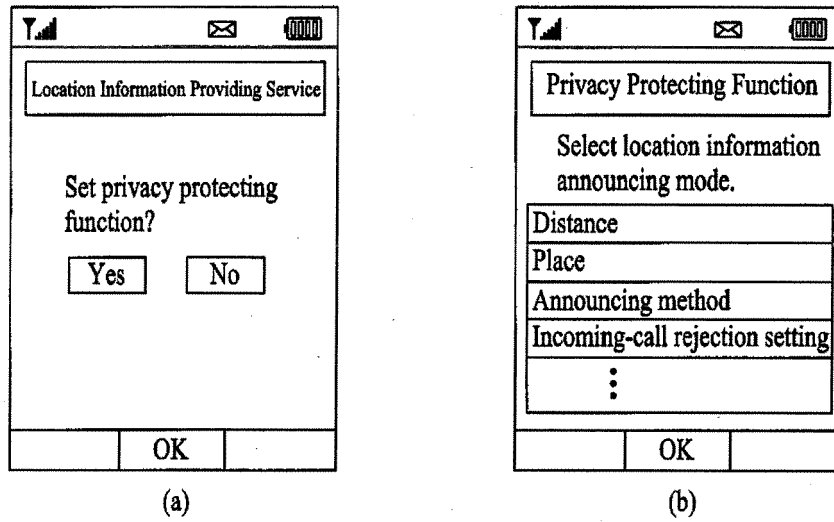 Location Information Providing Service
Set privacy protecting
function?
Yes No
OK
(a)
Privacy Protecting Function
Select location information
announcing mode.
Distance
Place
Announcing method
Incoming-call rejection setting
OK
(b)